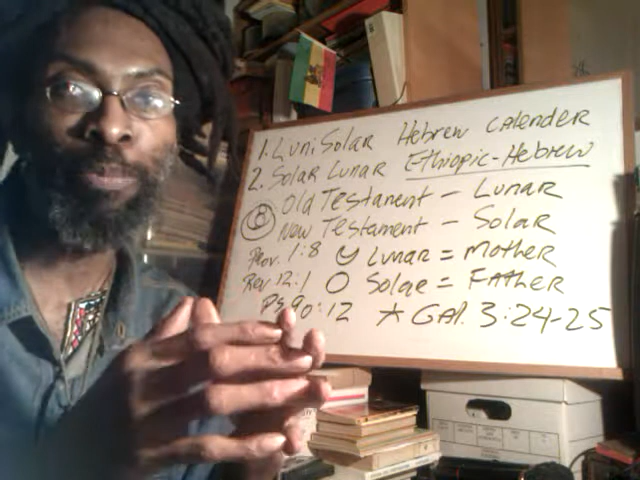 1. LuniSolar Hebrew Calender
2. Solar Lunar Ethiopic-Hebrew
B Old Testament - Lunar
New Testament - Solar
Prov. 1:8 Lunar = Mother
Rev 12:1 Solar = Father
PS 90:12 ☆ GAl. 3:24-25